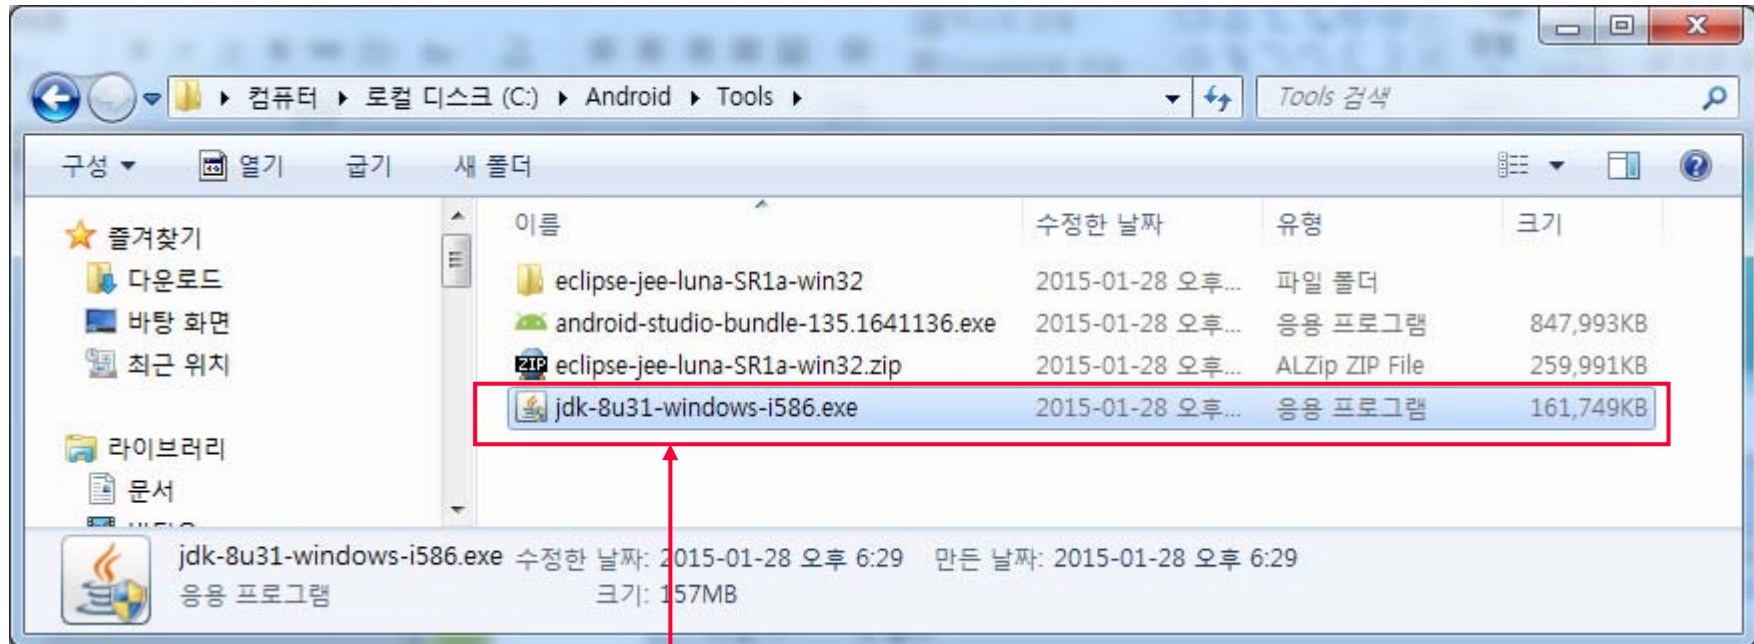 컴퓨터 ▸ 로컬 디스크 (C:) ▸ Android ▸ Tools ▸ Tools 검색
구성 열기 굽기 새 폴더
이름 수정한 날짜 유형 크기
즐겨찾기
다운로드
바탕 화면
최근 위치
라이브러리
문서
eclipse-jee-luna-SR1a-win32 2015-01-28 오후... 파일 폴더
android-studio-bundle-135.1641136.exe 2015-01-28 오후... 응용 프로그램 847,993KB
ZIP eclipse-jee-luna-SR1a-win32.zip 2015-01-28 오후... ALZip ZIP File 259,991KB
jdk-8u31-windows-i586.exe 2015-01-28 오후... 응용 프로그램 161,749KB
jdk-8u31-windows-i586.exe 수정한 날짜: 2015-01-28 오후 6:29 만든 날짜: 2015-01-28 오후 6:29
응용 프로그램 크기: 157MB